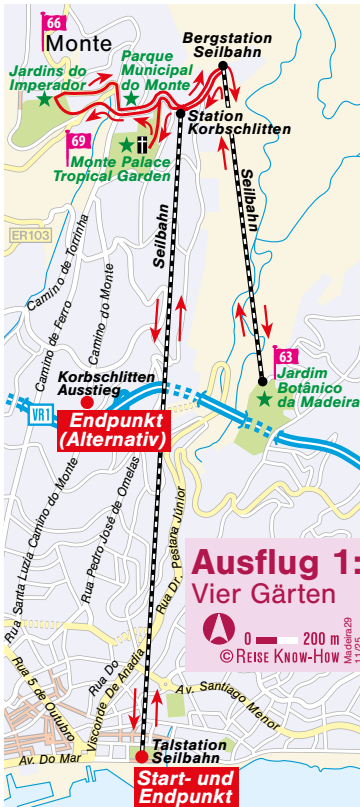 66
Monte
Bergstation
Seilbahn
Jardins do
Imperador
Parque
Municipal
do Monte
Station
Korbschlitten
69
Monte Palace
Tropical Garden
Seilbahn
Seilbahn
ER103
Camino de Torrinha
Camino de Ferro
Camino do Monte
63
Jardim
Botânico
da Madeira
Korbschlitten
Ausstieg
VR1
Endpunkt
(Alternativ)
Rua Santa Luzia Camino do Monte
Rua Pedro José de Ornelas
Rua Dr. Pestana Júnior
Ausflug 1:
Vier Gärten
0 200 m
© REISE KNOW-HOW
Madeira29
11/25
Rua 5 de Outubro
Rua Do
Visconde De Anadia
Av. Santiago Menor
Av. Do Mar
Talstation
Seilbahn
Start- und
Endpunkt